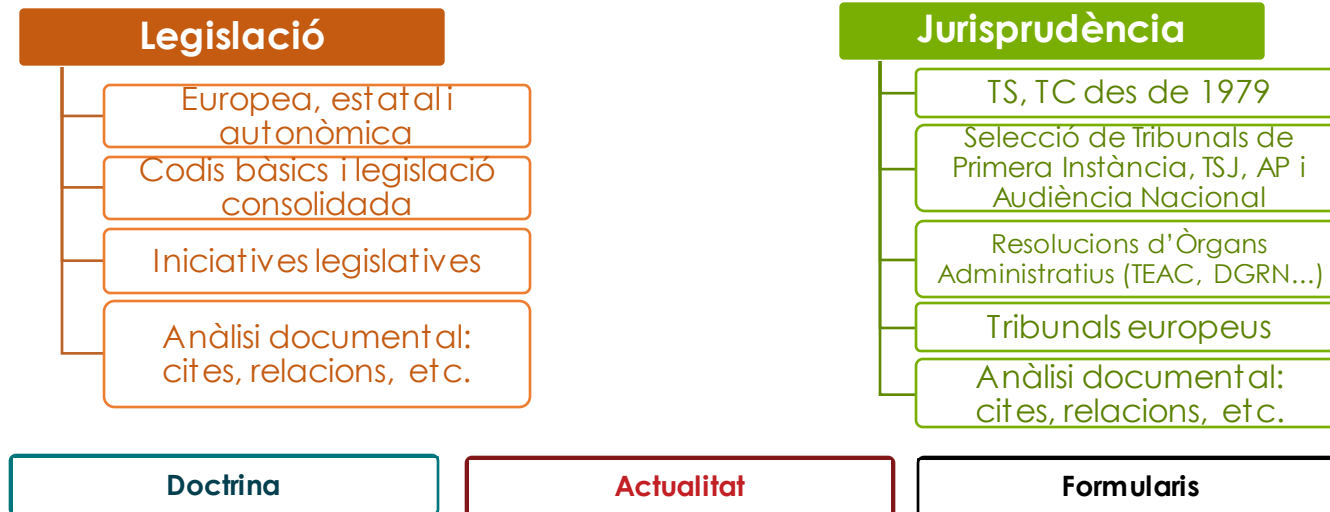 Legislació
Europea, estatal i
autonòmica
Codis bàsics i legislació
consolidada
Iniciatives legislatives
Anàlisi documental:
cites, relacions, etc.
Jurisprudència
TS, TC des de 1979
Selecció de Tribunals de
Primera Instància, TSJ, AP i
Audiència Nacional
Resolucions d’Òrgans
Administratius (TEAC, DGRN...)
Tribunals europeus
Anàlisi documental:
cites, relacions, etc.
Doctrina
Actualitat
Formularis